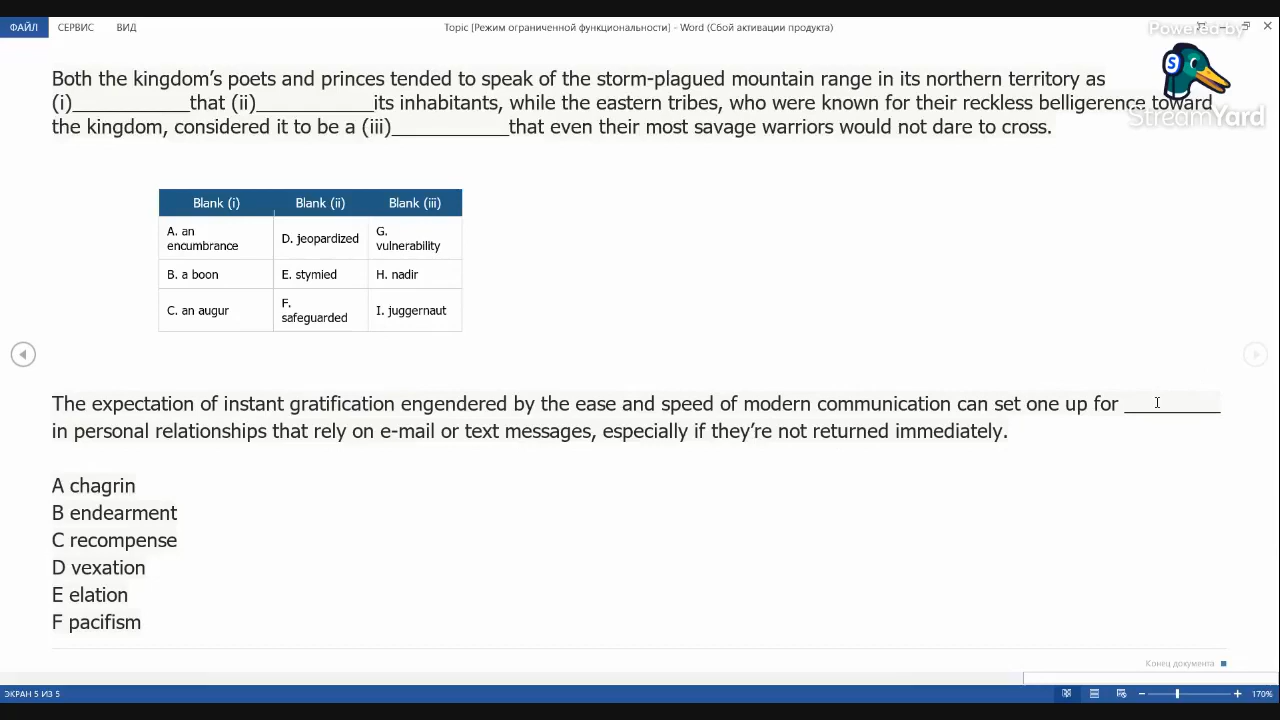 ФАЙЛ СЕРВИС ВИД Topic [Режим ограниченной функциональности] - Word (Сбой активации продукта)
Powered by
S
StreamYard
Both the kingdom’s poets and princes tended to speak of the storm-plagued mountain range in its northern territory as
(i)___________that (ii)___________its inhabitants, while the eastern tribes, who were known for their reckless belligerence toward
the kingdom, considered it to be a (iii)___________that even their most savage warriors would not dare to cross.
Blank (i) Blank (ii) Blank (iii)
A. an encumbrance D. jeopardized G. vulnerability
B. a boon E. stymied H. nadir
C. an augur F. safeguarded I. juggernaut
The expectation of instant gratification engendered by the ease and speed of modern communication can set one up for _________
in personal relationships that rely on e-mail or text messages, especially if they’re not returned immediately.
A chagrin
B endearment
C recompense
D vexation
E elation
F pacifism
Конец документа
ЭКРАН 5 ИЗ 5 170%